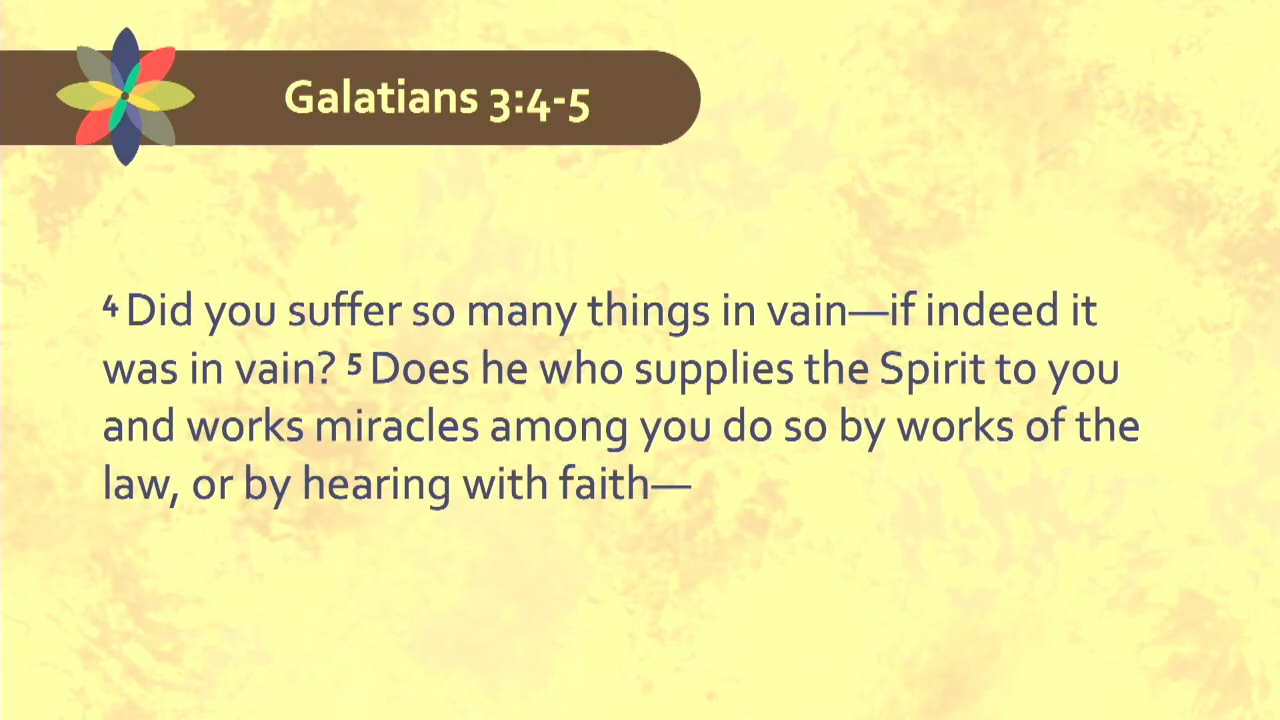 Galatians 3:4-5
⁴ Did you suffer so many things in vain—if indeed it
was in vain? ⁵ Does he who supplies the Spirit to you
and works miracles among you do so by works of the
law, or by hearing with faith—